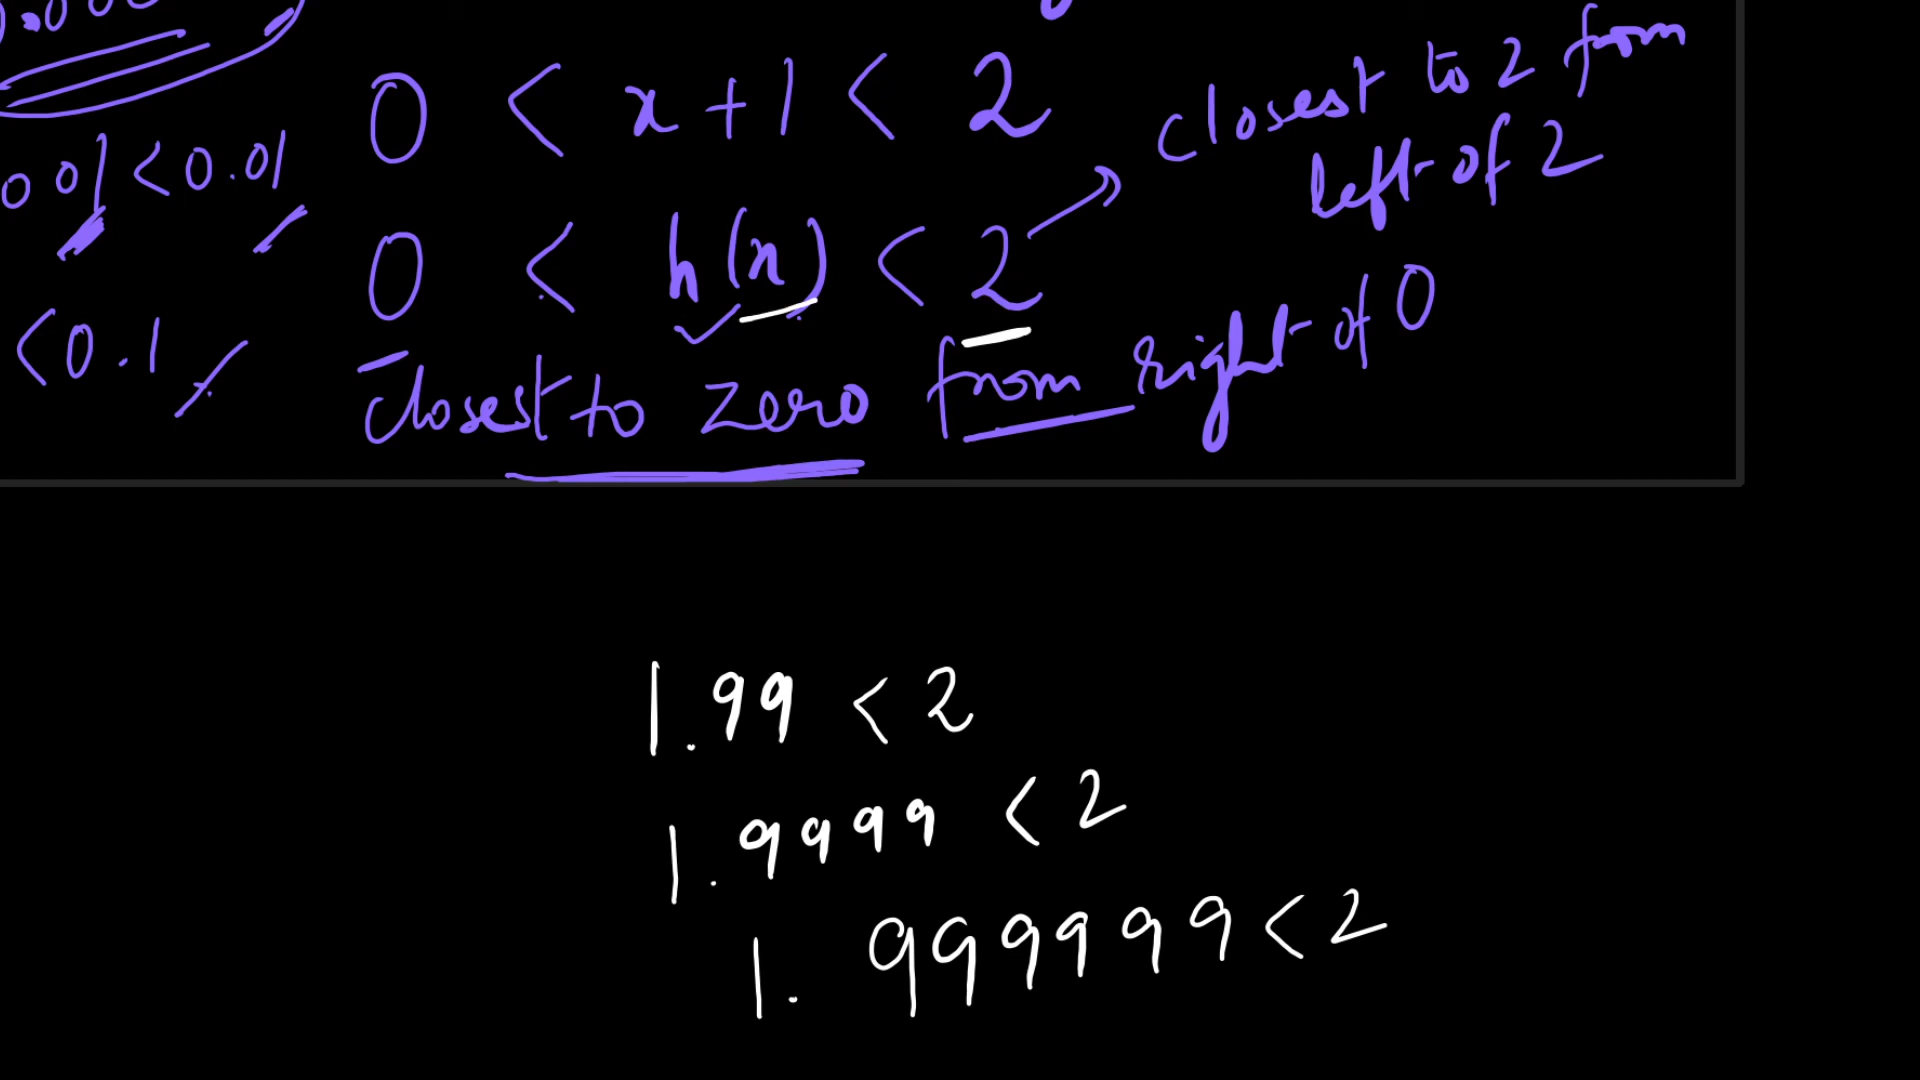 0 < x + 1 < 2
closest to 2 from
left of 2
001 < 0.01
0 < h(x) < 2
< 0.1
closest to zero from right of 0
1.99 < 2
1.9999 < 2
1.999999 < 2